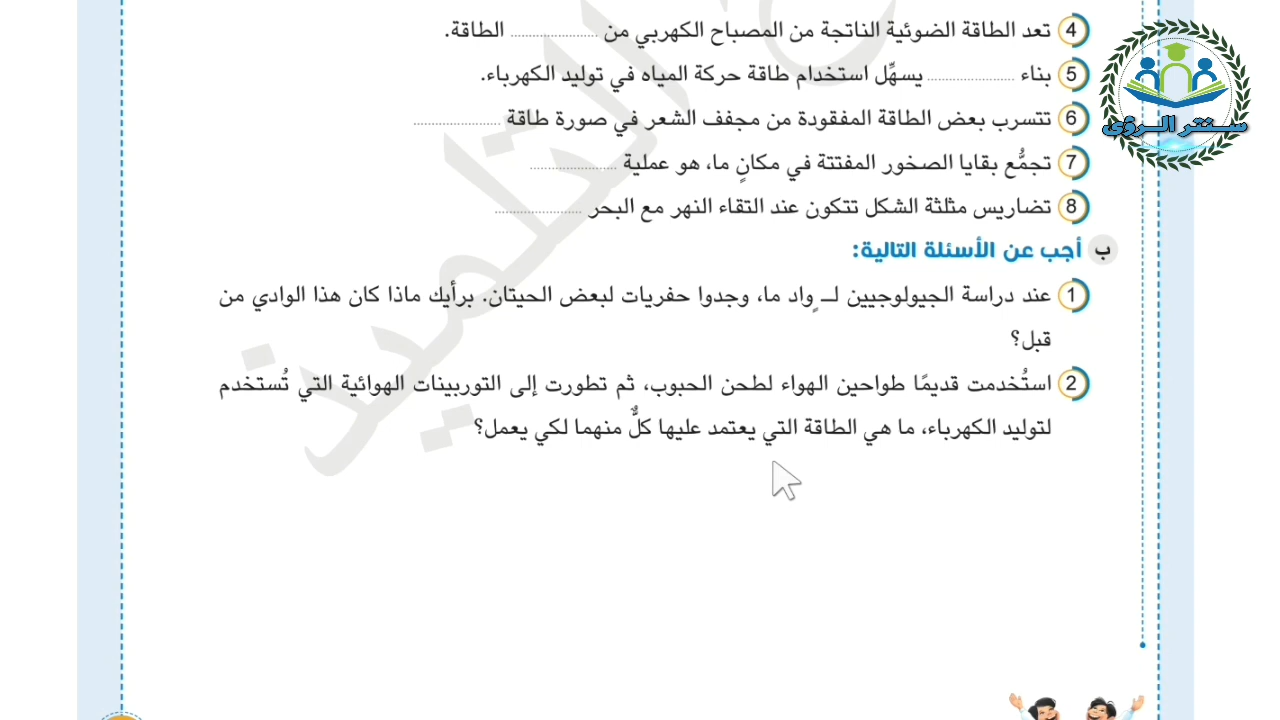 4 تعد الطاقة الضوئية الناتجة من المصباح الكهربي من ...................... الطاقة.
5 بناء ...................... يسهِّل استخدام طاقة حركة المياه في توليد الكهرباء.
6 تتسرب بعض الطاقة المفقودة من مجفف الشعر في صورة طاقة ......................
7 تجمُّع بقايا الصخور المفتتة في مكانٍ ما، هو عملية ......................
8 تضاريس مثلثة الشكل تتكون عند التقاء النهر مع البحر ......................
ب أجب عن الأسئلة التالية:
1 عند دراسة الجيولوجيين لــ وادٍ ما، وجدوا حفريات لبعض الحيتان. برأيك ماذا كان هذا الوادي من
قبل؟
2 استُخدمت قديمًا طواحين الهواء لطحن الحبوب، ثم تطورت إلى التوربينات الهوائية التي تُستخدم
لتوليد الكهرباء، ما هي الطاقة التي يعتمد عليها كلٌّ منهما لكي يعمل؟
سنتر الرؤى
التلميذ